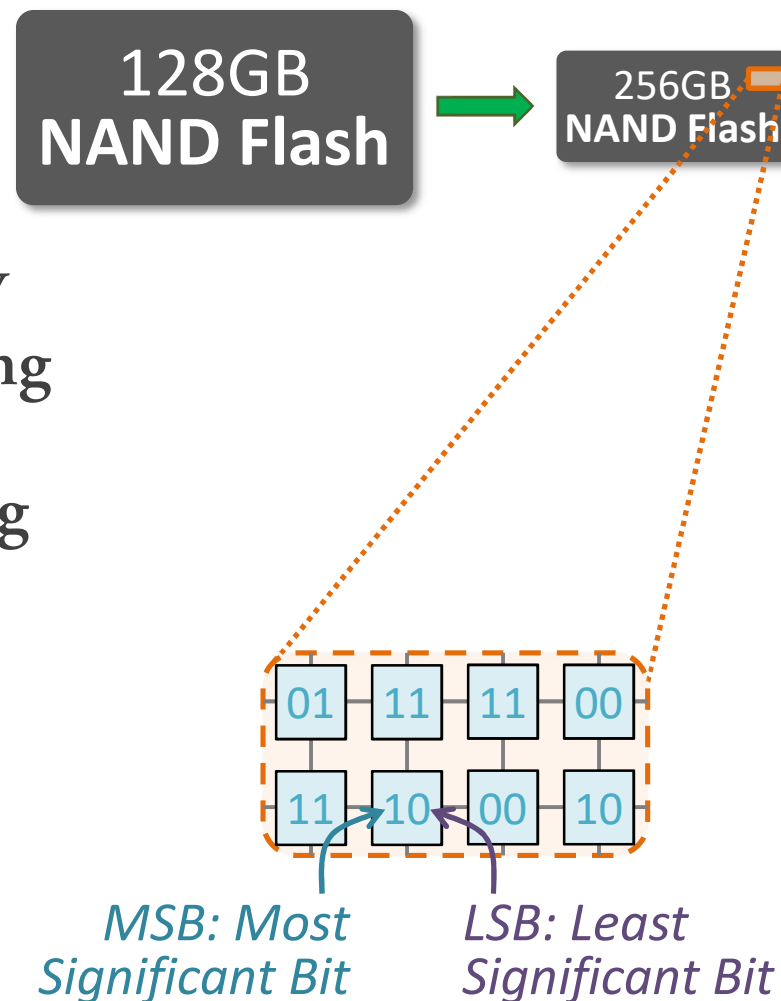 128GB
NAND Flash
256GB
NAND Flash
ng
g
01 11 11 00
11 10 00 10
MSB: Most
Significant Bit
LSB: Least
Significant Bit